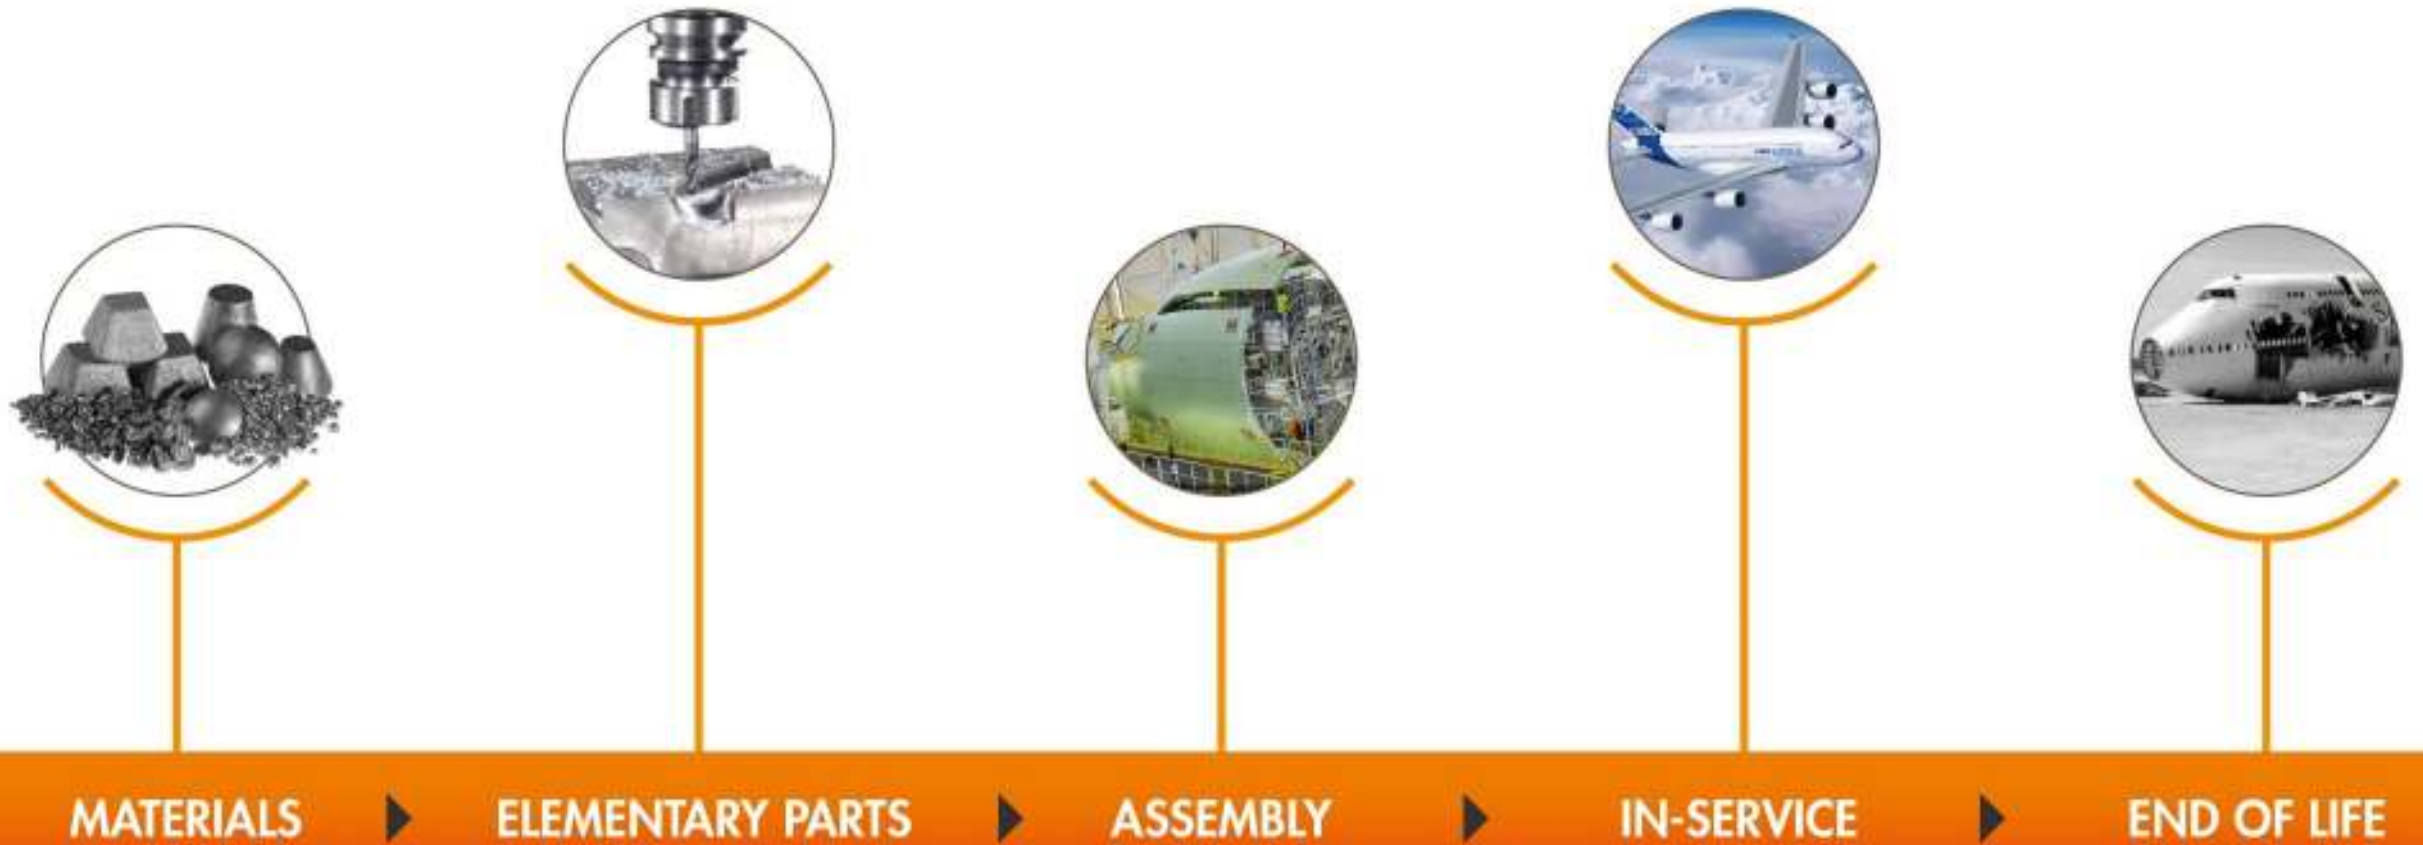 MATERIALS
ELEMENTARY PARTS
ASSEMBLY
IN-SERVICE
END OF LIFE